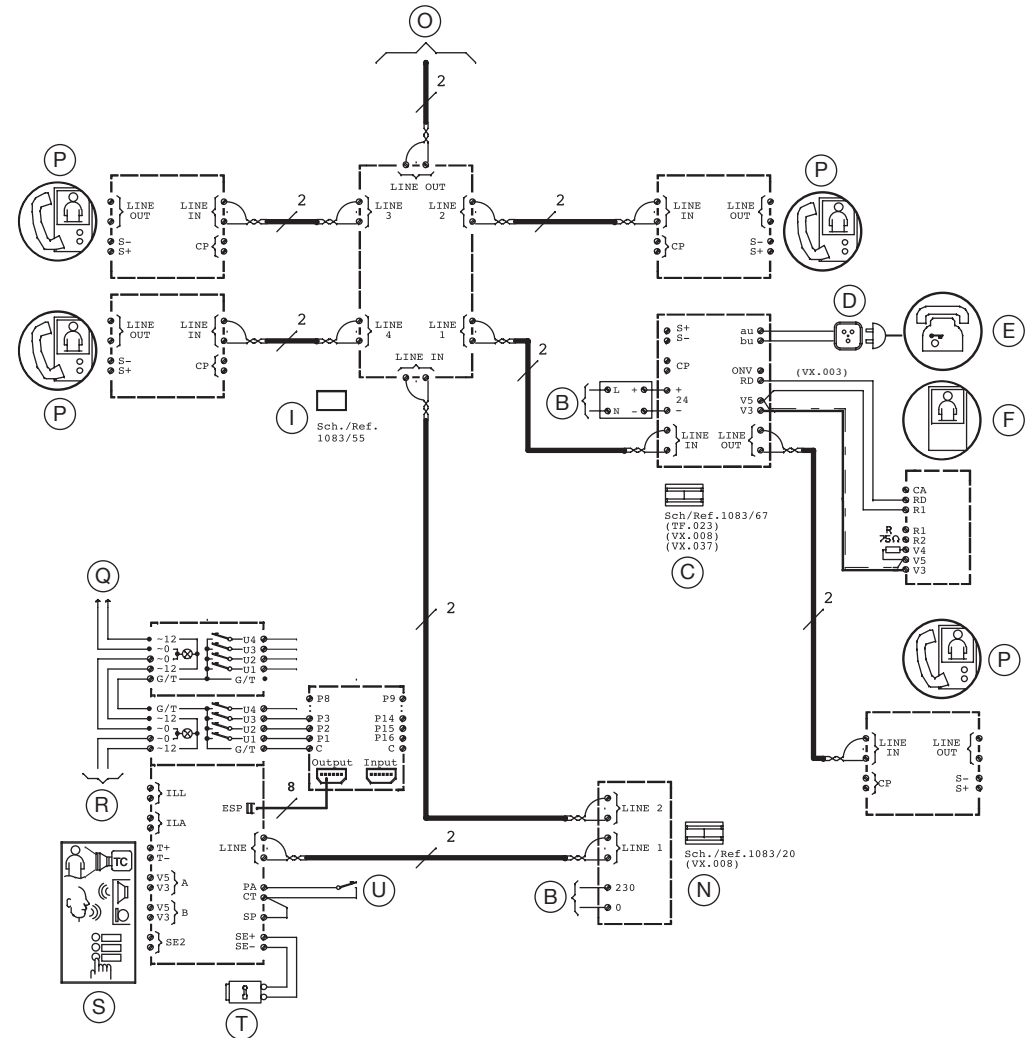 O
2
P
LINE OUT
LINE IN
S-
S+
CP
2
LINE OUT
LINE 3
LINE 2
2
LINE IN
LINE OUT
CP
S-
S+
P
LINE OUT
LINE IN
S-
S+
CP
P
2
LINE 4
LINE 1
LINE IN
2
I
Sch./Ref.
1083/55
S+
S-
CP
+
24
-
LINE IN
LINE OUT
au
bu
ONV
RD
V5
V3
(VX.003)
B
L +
N -
D
E
F
Sch/Ref.1083/67
(TF.023)
(VX.008)
(VX.037)
C
CA
RD
R1
R1
R2
V4
V5
V3
R
75Ω
2
2
P
LINE IN
LINE OUT
CP
S-
S+
Q
~12
~0
~0
~12
G/T
U4
U3
U2
U1
G/T
G/T
~12
~0
~0
~12
U4
U3
U2
U1
G/T
R
P8
P9
P3
P2
P1
C
P14
P15
P16
C
Output
Input
8
ILL
ILA
T+
T-
V5
V3
A
V5
V3
B
SE2
ESP
LINE
PA
CT
SP
SE+
SE-
2
U
T
TC
S
LINE 2
LINE 1
230
0
B
Sch./Ref.1083/20
(VX.008)
N